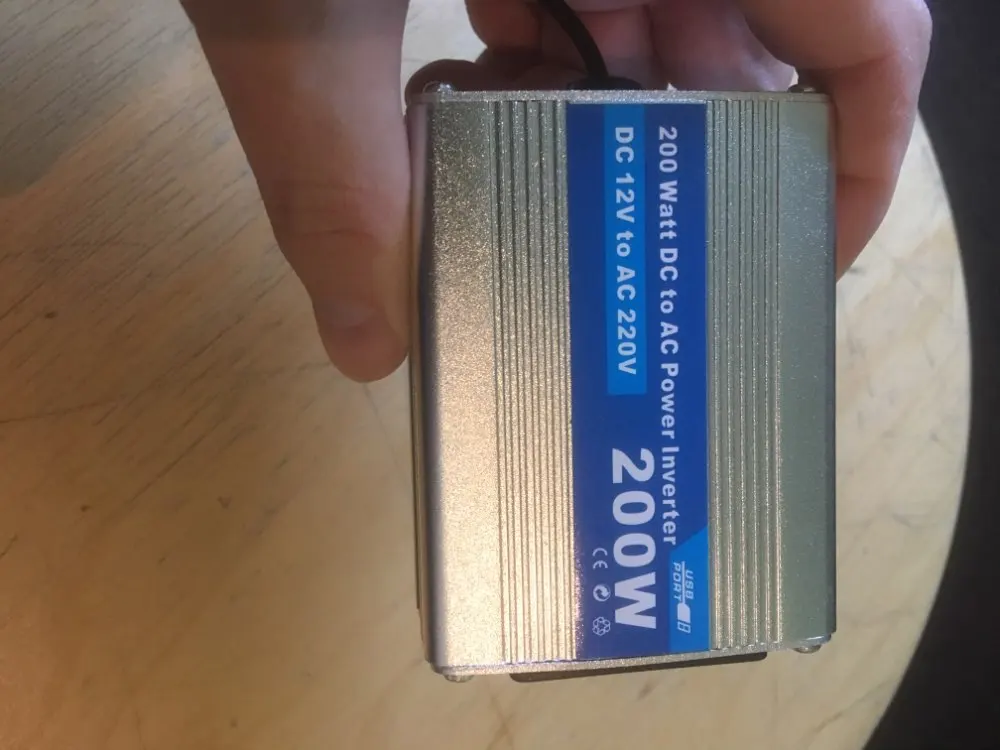 200 Watt DC to AC Power Inverter
DC 12V to AC 220V
200W
USB
PORT
CE